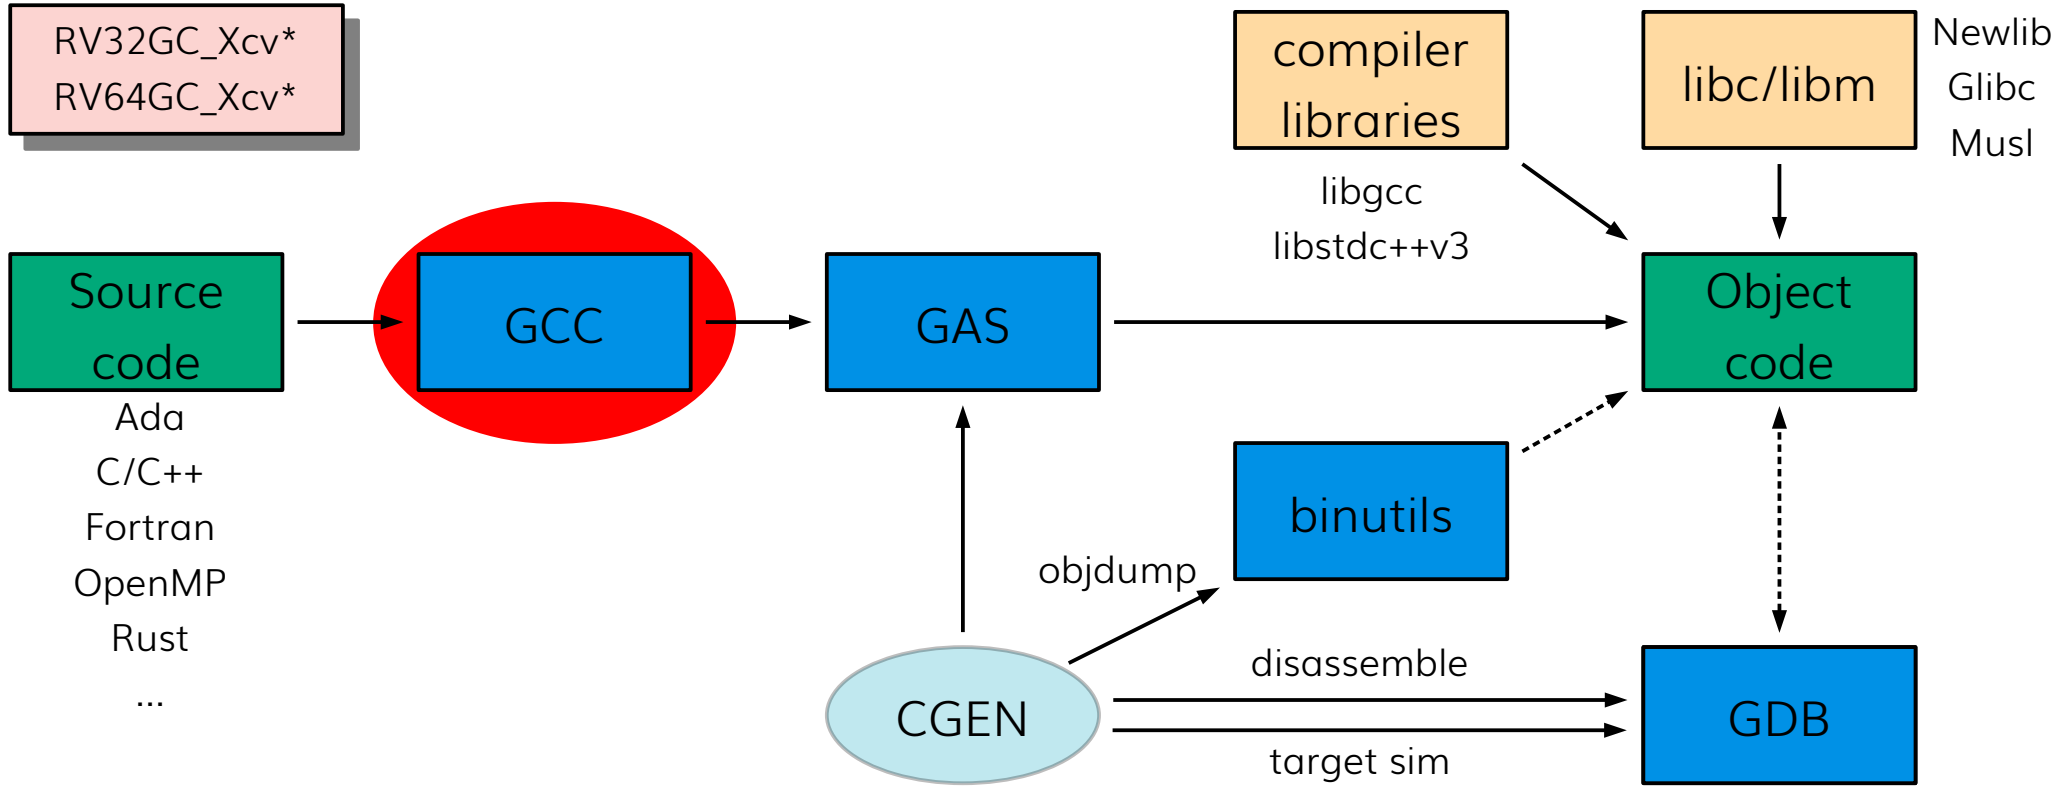 RV32GC_Xcv*
RV64GC_Xcv*
compiler
libraries
libc/libm
Newlib
Glibc
Musl
libgcc
libstdc++v3
Source
code
GCC
GAS
Object
code
Ada
C/C++
Fortran
OpenMP
Rust
...
binutils
objdump
disassemble
CGEN
GDB
target sim